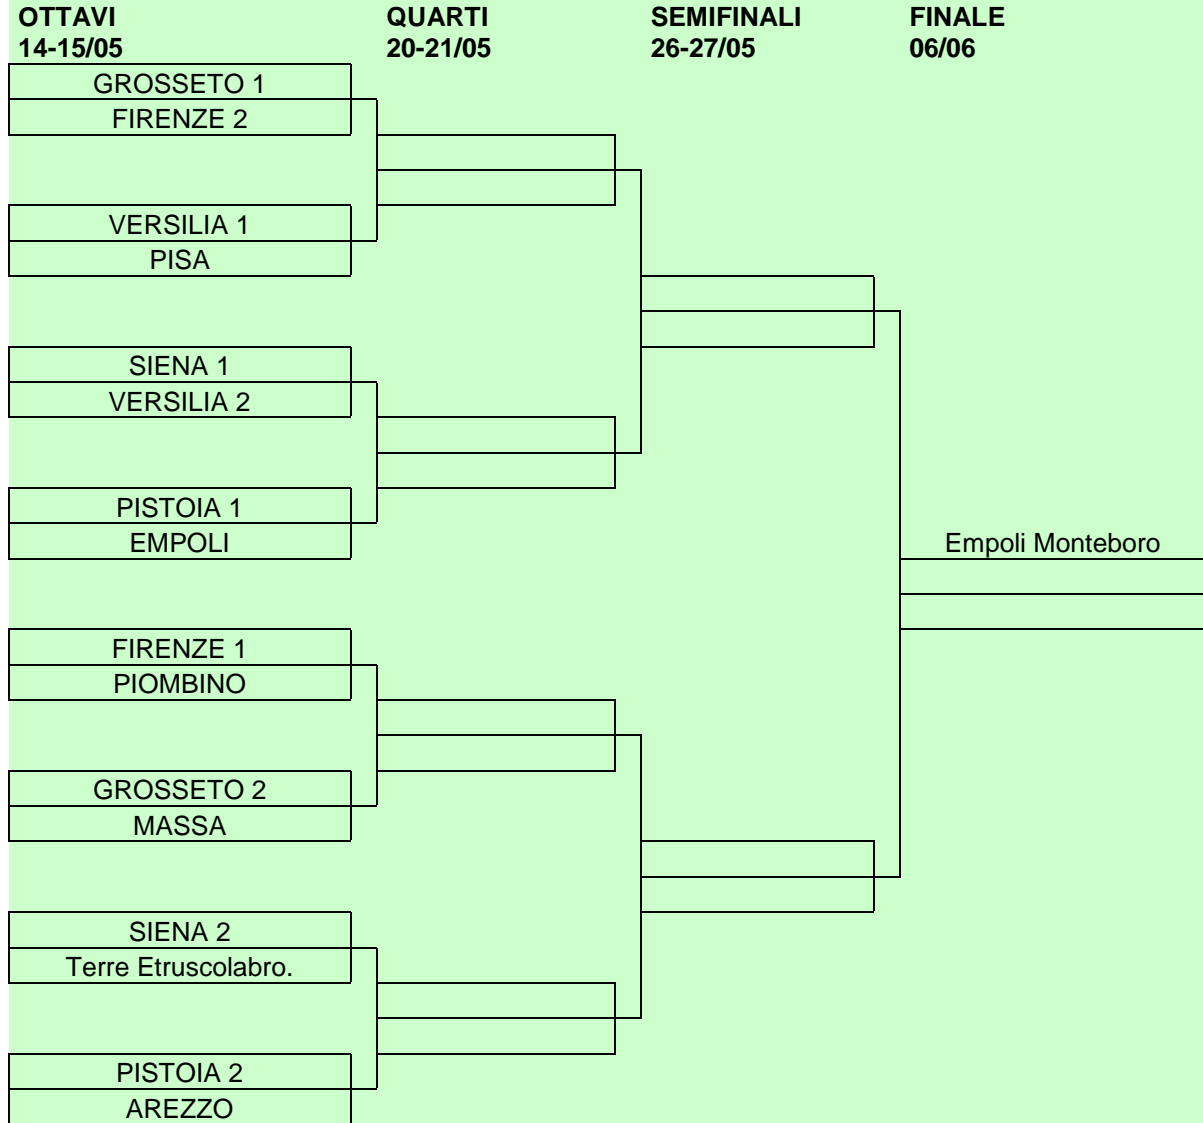 OTTAVI QUARTI SEMIFINALI FINALE
14-15/05 20-21/05 26-27/05 06/06
GROSSETO 1
FIRENZE 2
VERSILIA 1
PISA
SIENA 1
VERSILIA 2
PISTOIA 1
EMPOLI
Empoli Monteboro
FIRENZE 1
PIOMBINO
GROSSETO 2
MASSA
SIENA 2
Terre Etruscolabro.
PISTOIA 2
AREZZO